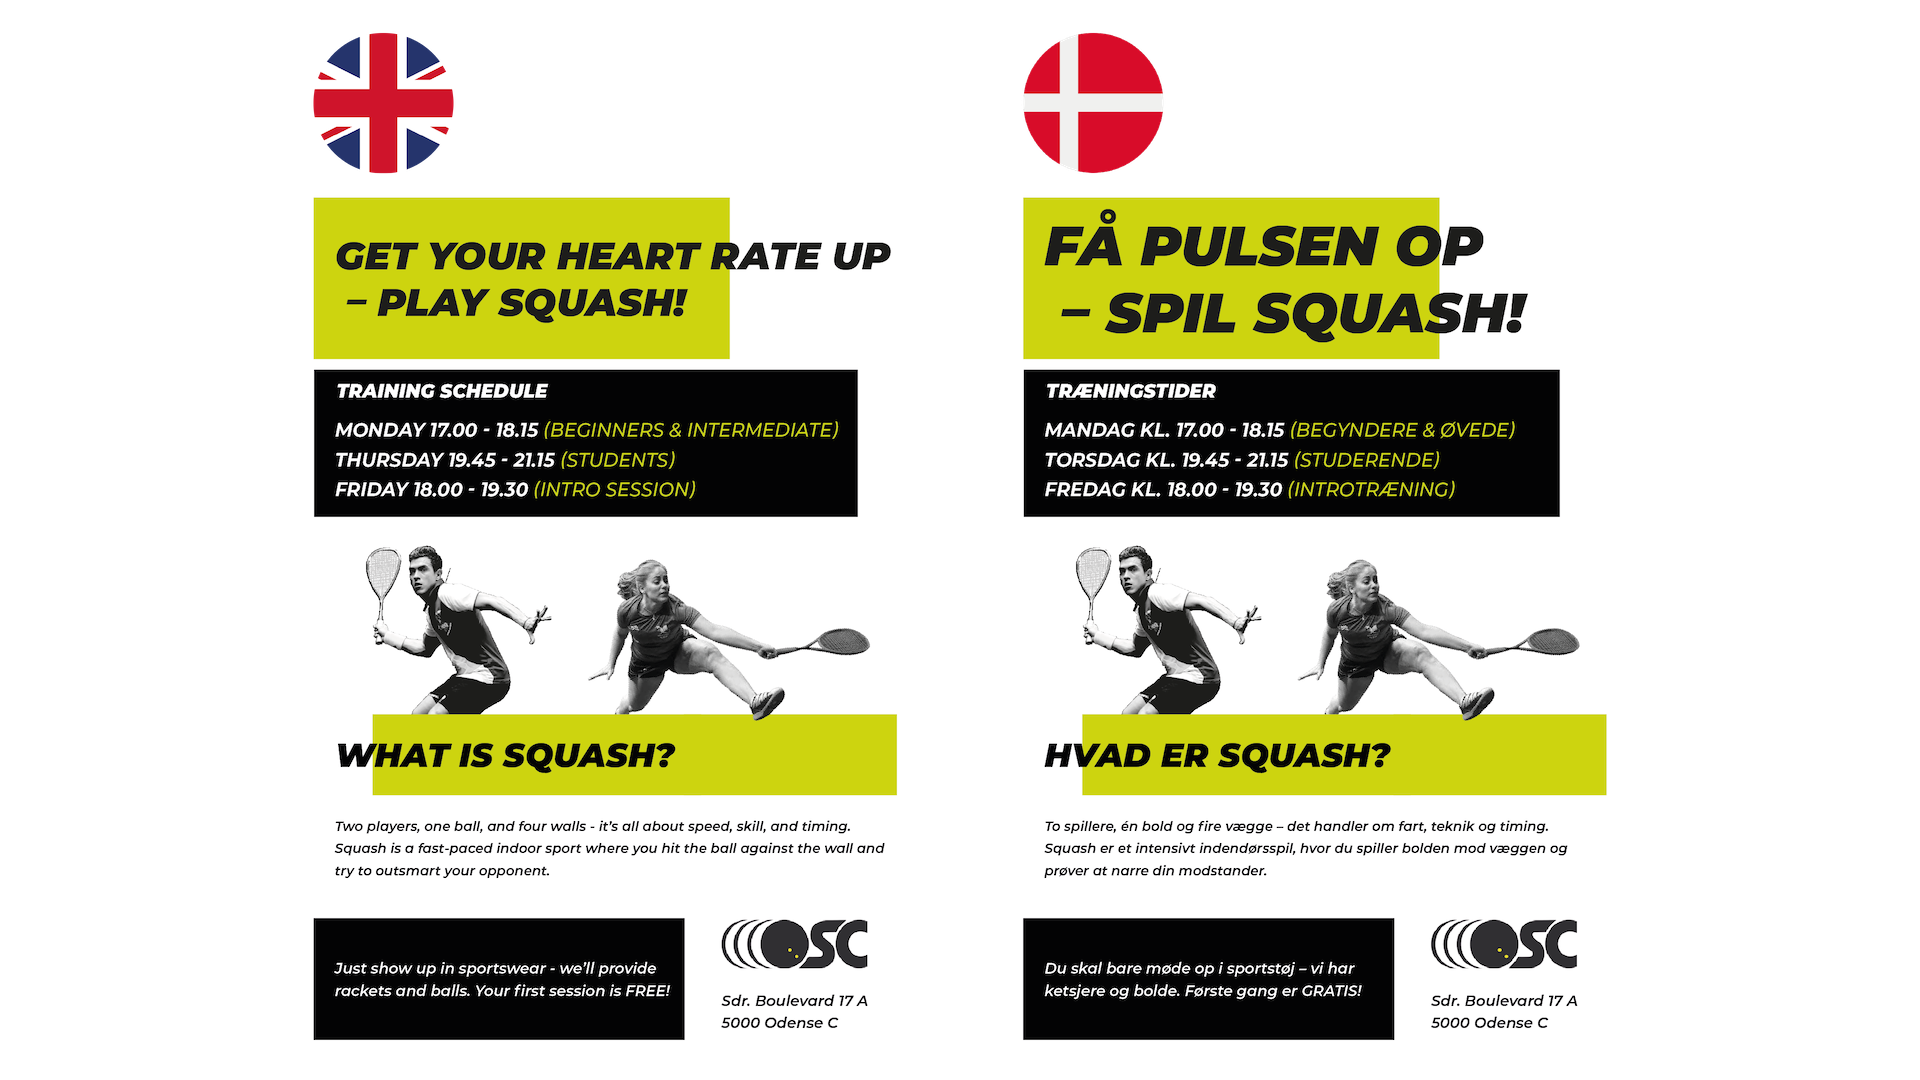 GET YOUR HEART RATE UP
– PLAY SQUASH!
TRAINING SCHEDULE
MONDAY 17.00 - 18.15 (BEGINNERS & INTERMEDIATE)
THURSDAY 19.45 - 21.15 (STUDENTS)
FRIDAY 18.00 - 19.30 (INTRO SESSION)
WHAT IS SQUASH?
Two players, one ball, and four walls - it’s all about speed, skill, and timing.
Squash is a fast-paced indoor sport where you hit the ball against the wall and
try to outsmart your opponent.
Just show up in sportswear - we’ll provide
rackets and balls. Your first session is FREE!
OSC
Sdr. Boulevard 17 A
5000 Odense C
FÅ PULSEN OP
– SPIL SQUASH!
TRÆNINGSTIDER
MANDAG KL. 17.00 - 18.15 (BEGYNDERE & ØVEDE)
TORSDAG KL. 19.45 - 21.15 (STUDERENDE)
FREDAG KL. 18.00 - 19.30 (INTROTRÆNING)
HVAD ER SQUASH?
To spillere, én bold og fire vægge – det handler om fart, teknik og timing.
Squash er et intensivt indendørsspil, hvor du spiller bolden mod væggen og
prøver at narre din modstander.
Du skal bare møde op i sportstøj – vi har
ketsjere og bolde. Første gang er GRATIS!
OSC
Sdr. Boulevard 17 A
5000 Odense C